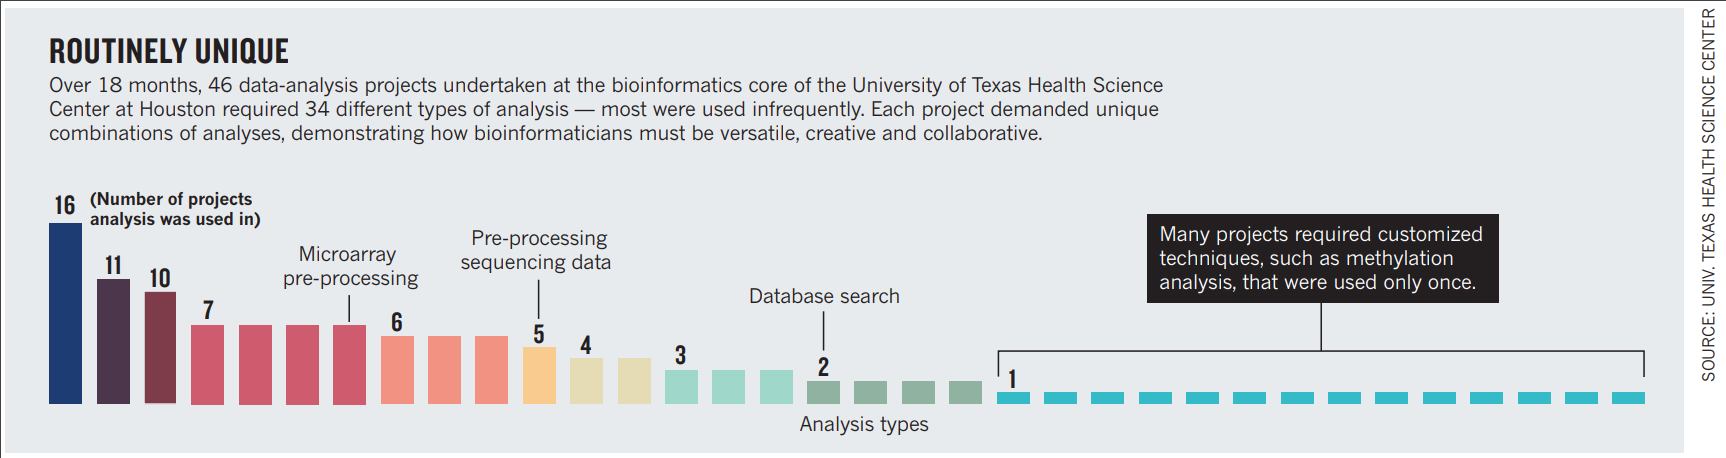 ROUTINELY UNIQUE
Over 18 months, 46 data-analysis projects undertaken at the bioinformatics core of the University of Texas Health Science
Center at Houston required 34 different types of analysis — most were used infrequently. Each project demanded unique
combinations of analyses, demonstrating how bioinformaticians must be versatile, creative and collaborative.
16
(Number of projects
analysis was used in)
11
10
7
Microarray
pre-processing
6
Pre-processing
sequencing data
5
4
3
Database search
2
Many projects required customized
techniques, such as methylation
analysis, that were used only once.
1
Analysis types
SOURCE: UNIV. TEXAS HEALTH SCIENCE CENTER